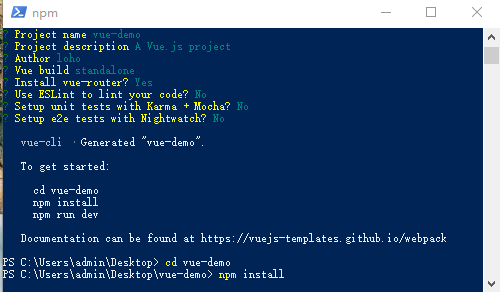 npm
? Project name vue-demo
? Project description A Vue.js project
? Author loho
? Vue build standalone
? Install vue-router? Yes
? Use ESLint to lint your code? No
? Setup unit tests with Karma + Mocha? No
? Setup e2e tests with Nightwatch? No
vue-cli · Generated "vue-demo".
To get started:
cd vue-demo
npm install
npm run dev
Documentation can be found at https://vuejs-templates.github.io/webpack
PS C:\Users\admin\Desktop> cd vue-demo
PS C:\Users\admin\Desktop\vue-demo> npm install